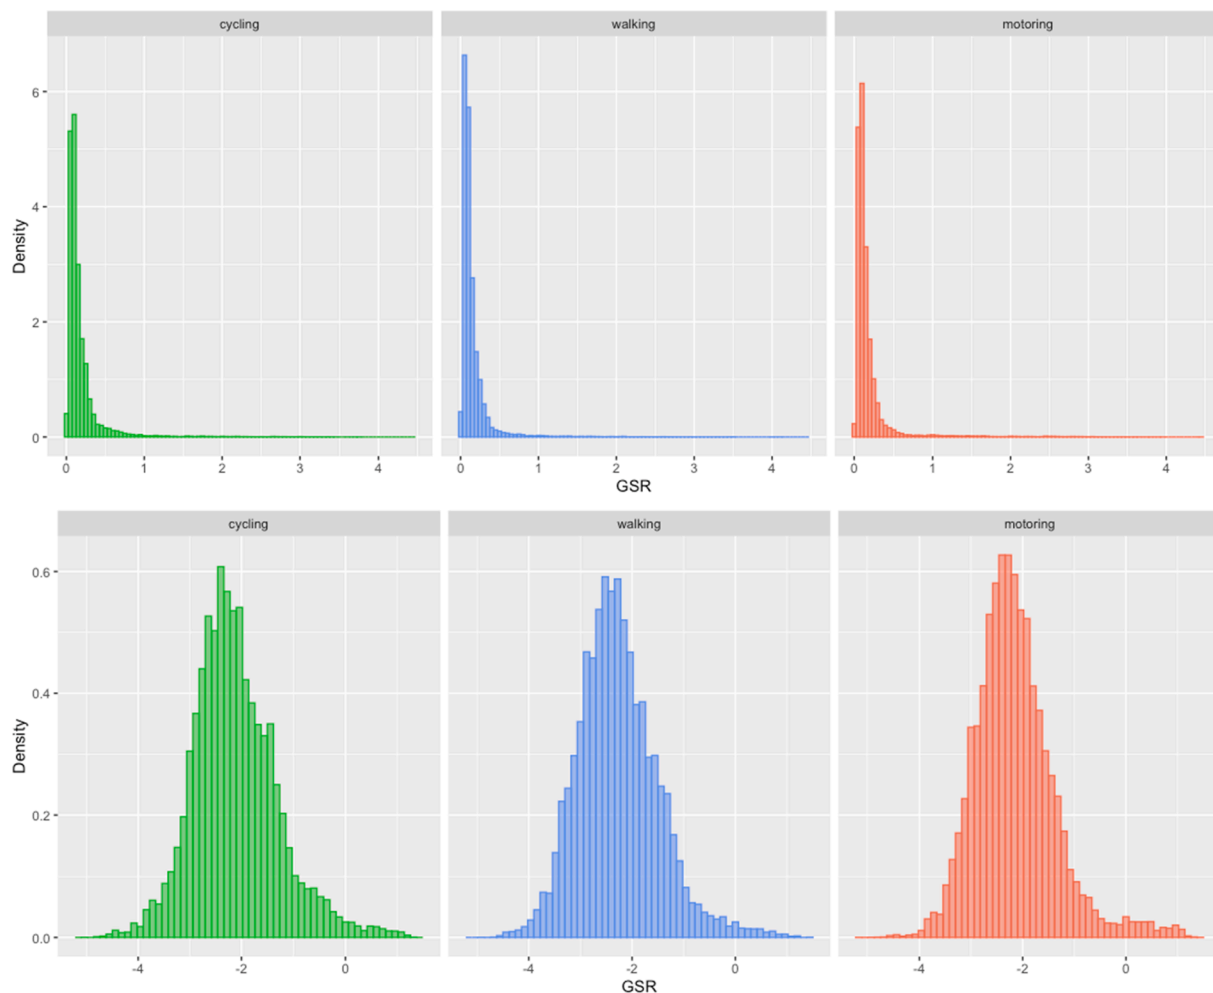 cycling walking motoring
6
4
2
0
Density
0 1 2 3 4 0 1 2 3 4 0 1 2 3 4
GSR
cycling walking motoring
0.6
0.4
0.2
0.0
Density
-4 -2 0 -4 -2 0 -4 -2 0
GSR